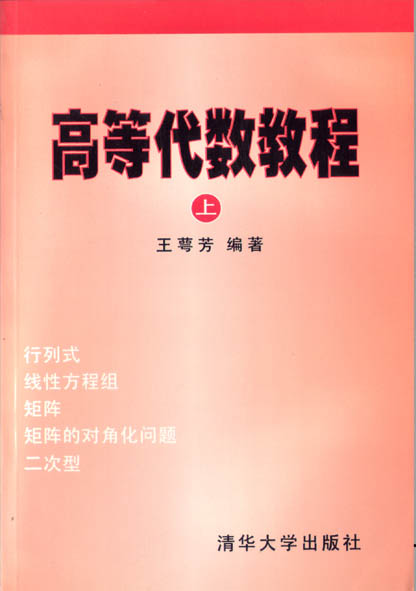 高等代数教程
上
王萼芳 编著
行列式
线性方程组
矩阵
矩阵的对角化问题
二次型
清华大学出版社